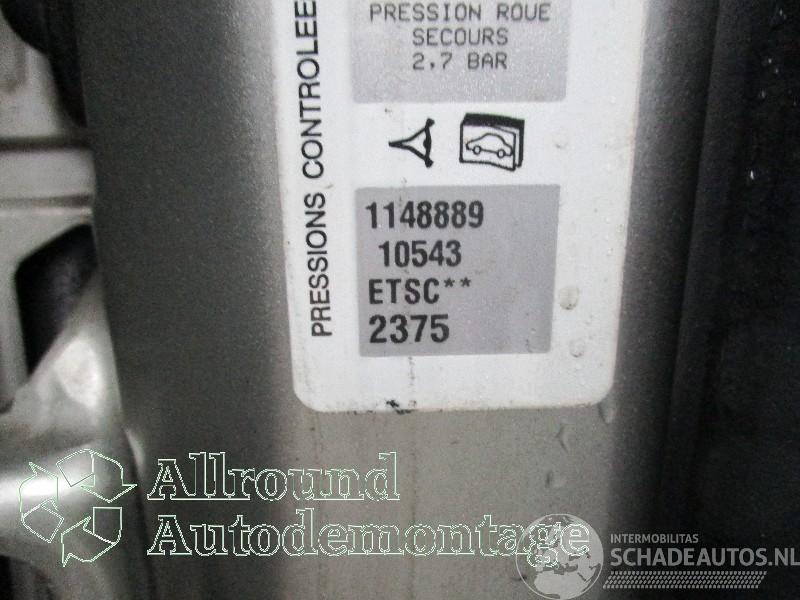 PRESSION ROUE
SECOURS
2,7 BAR
PRESSIONS CONTROLEE
1148889
10543
ETSC**
2375
Allround
Autodemontage
INTERMOBILITAS
SCHADEAUTOS.NL